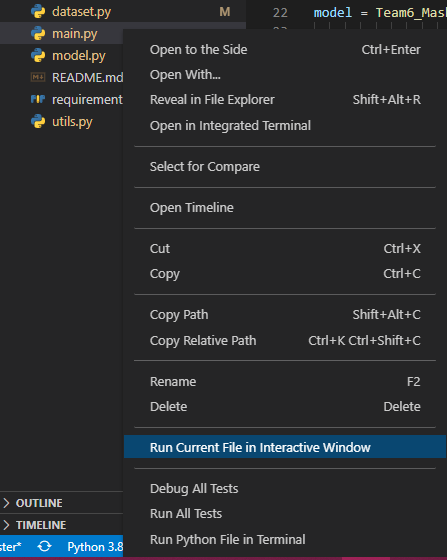 dataset.py M
22 model = Team6_Mas
main.py
model.py
README.md
requirement
utils.py
Open to the Side Ctrl+Enter
Open With...
Reveal in File Explorer Shift+Alt+R
Open in Integrated Terminal
Select for Compare
Open Timeline
Cut Ctrl+X
Copy Ctrl+C
Copy Path Shift+Alt+C
Copy Relative Path Ctrl+K Ctrl+Shift+C
Rename F2
Delete Delete
Run Current File in Interactive Window
Debug All Tests
Run All Tests
Run Python File in Terminal
OUTLINE
TIMELINE
ster* Python 3.8